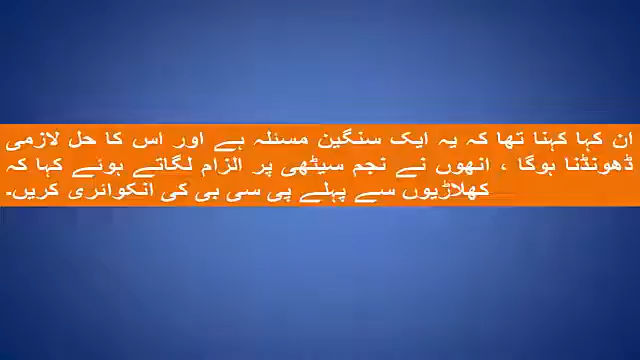 ان کہا کہنا تھا کہ یہ ایک سنگین مسئلہ ہے اور اس کا حل لازمی
ڈھونڈنا ہوگا ، انھوں نے نجم سیٹھی پر الزام لگاتے ہوئے کہا کہ
کھلاڑیوں سے پہلے پی سی بی کی انکوائری کریں۔